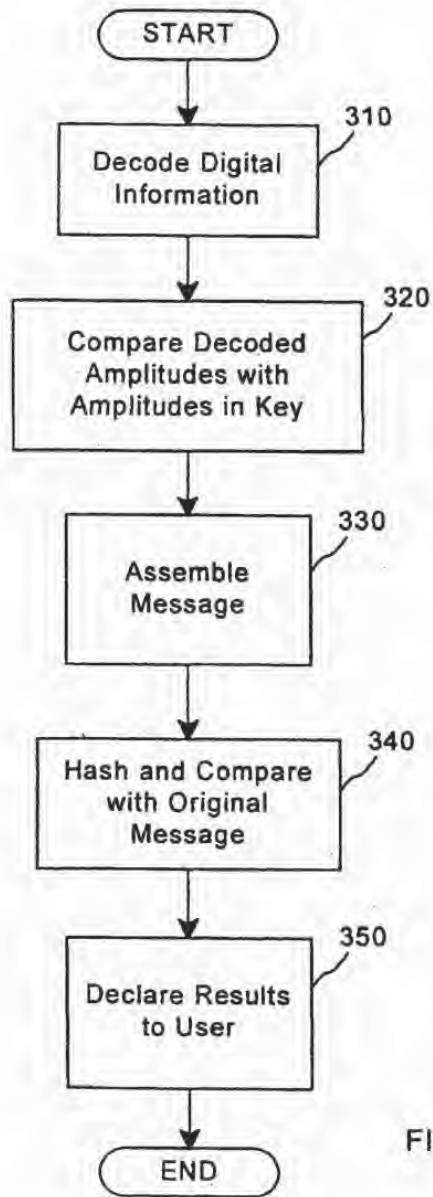 START
310
Decode Digital
Information
320
Compare Decoded
Amplitudes with
Amplitudes in Key
330
Assemble
Message
340
Hash and Compare
with Original
Message
350
Declare Results
to User
END